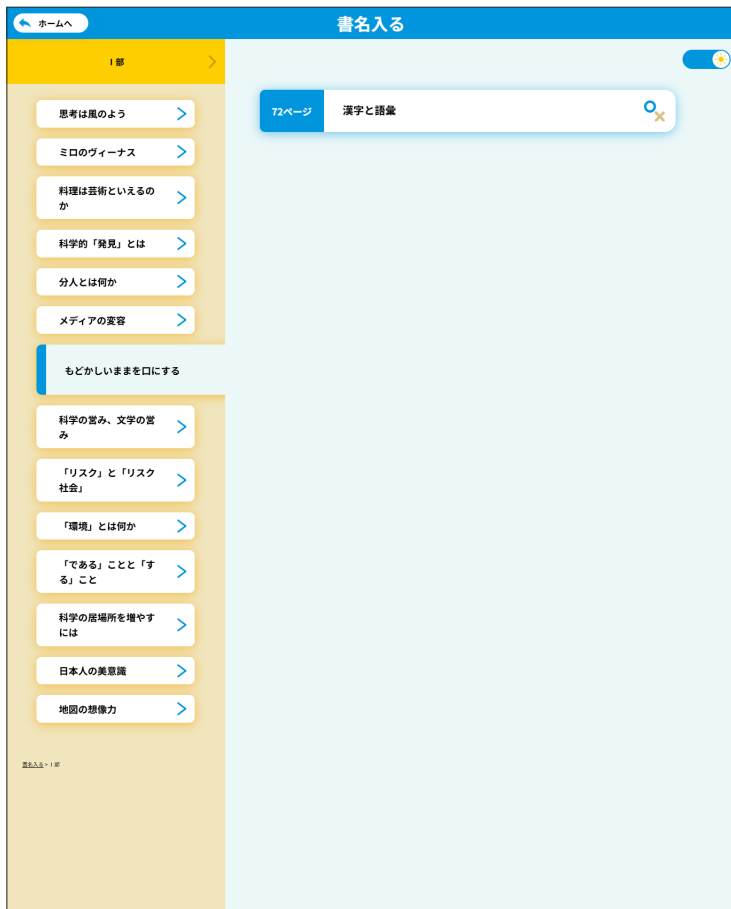 ホームへ
書名入る
Ⅰ部
思考は風のよう
ミロのヴィーナス
料理は芸術といえるの
か
科学的「発見」とは
分人とは何か
メディアの変容
もどかしいままを口にする
科学の営み、文学の営
み
「リスク」と「リスク
社会」
「環境」とは何か
「である」ことと「す
る」こと
科学の居場所を増やす
には
日本人の美意識
地図の想像力
書名入る > Ⅰ部
72ページ
漢字と語彙